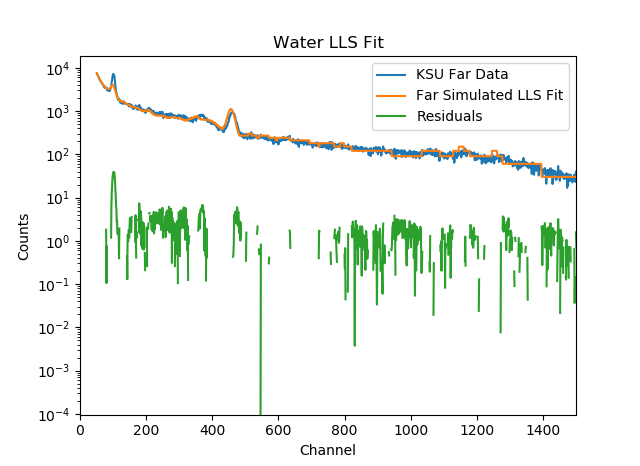 Water LLS Fit
KSU Far Data
Far Simulated LLS Fit
Residuals
Counts
10^4
10^3
10^2
10^1
10^0
10^-1
10^-2
10^-3
10^-4
0 200 400 600 800 1000 1200 1400
Channel